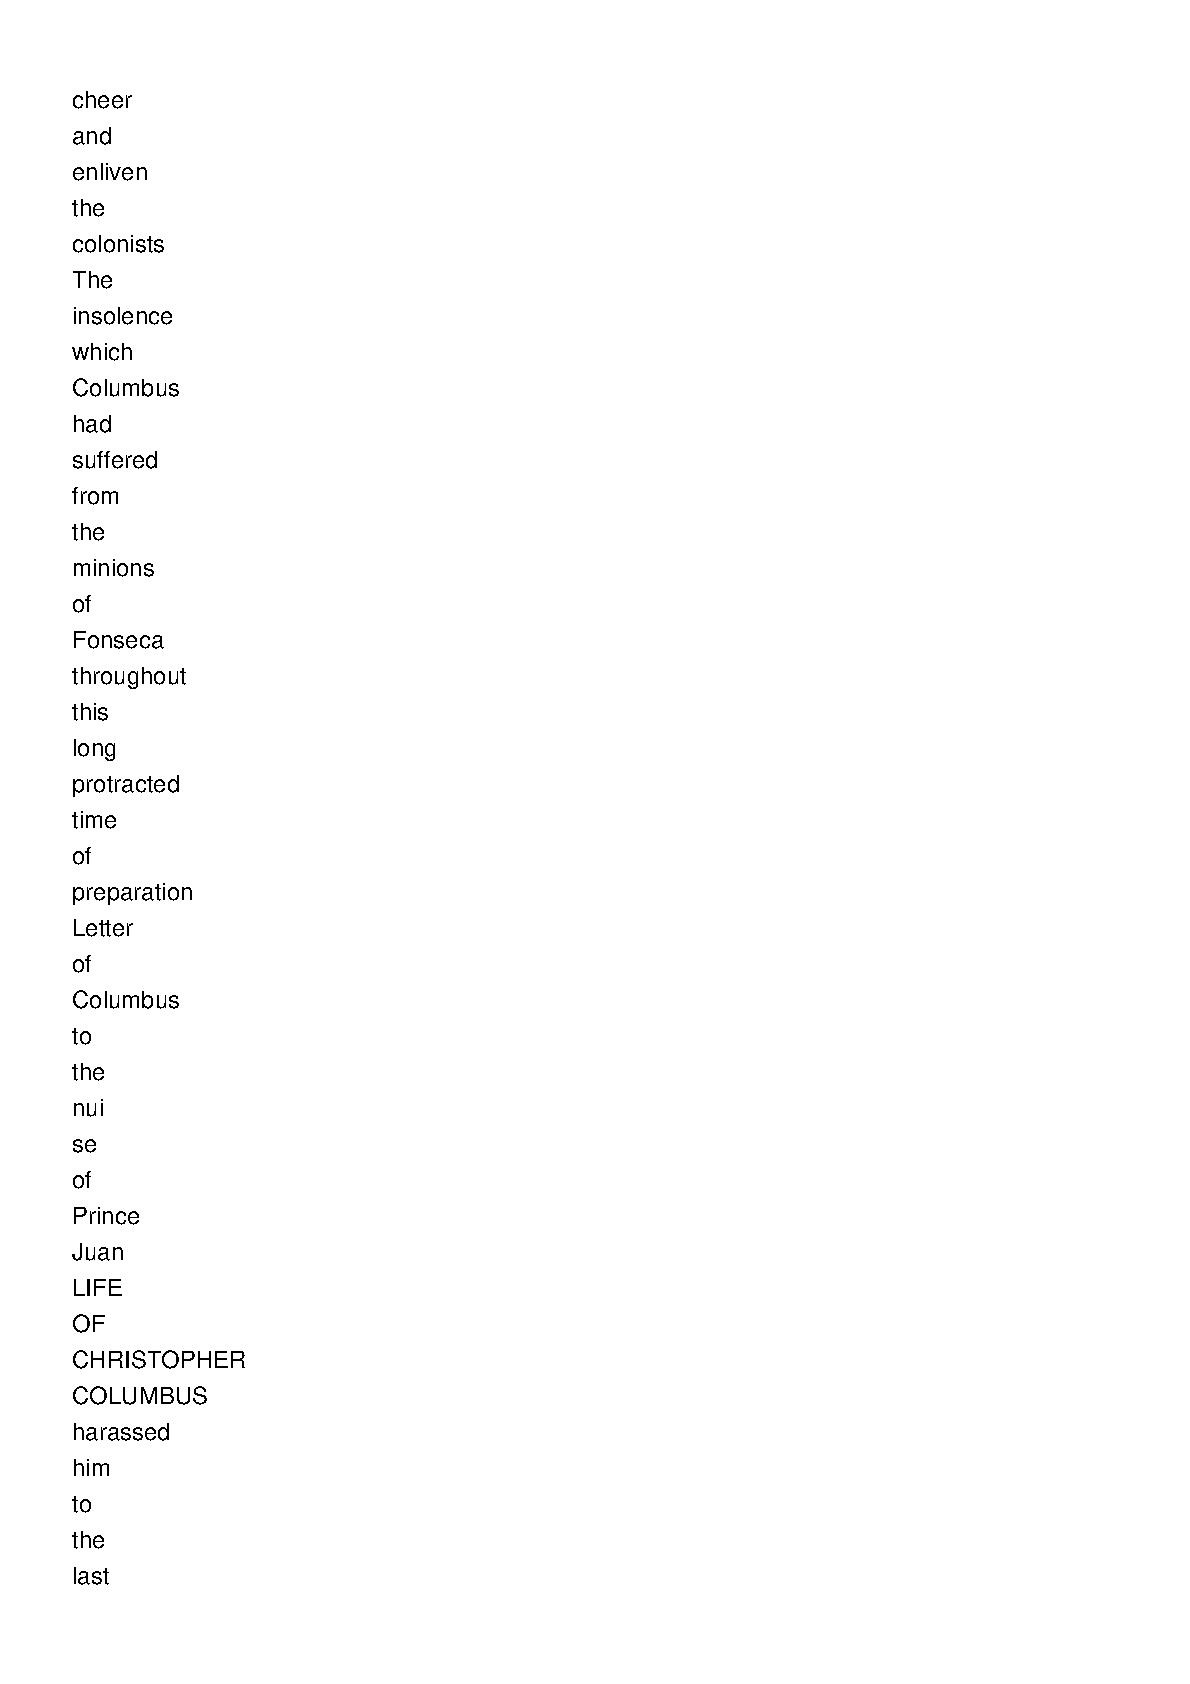 cheer
and
enliven
the
colonists
The
insolence
which
Columbus
had
suffered
from
the
minions
of
Fonseca
throughout
this
long
protracted
time
of
preparation
Letter
of
Columbus
to
the
nui
se
of
Prince
Juan
LIFE
OF
CHRISTOPHER
COLUMBUS
harassed
him
to
the
last